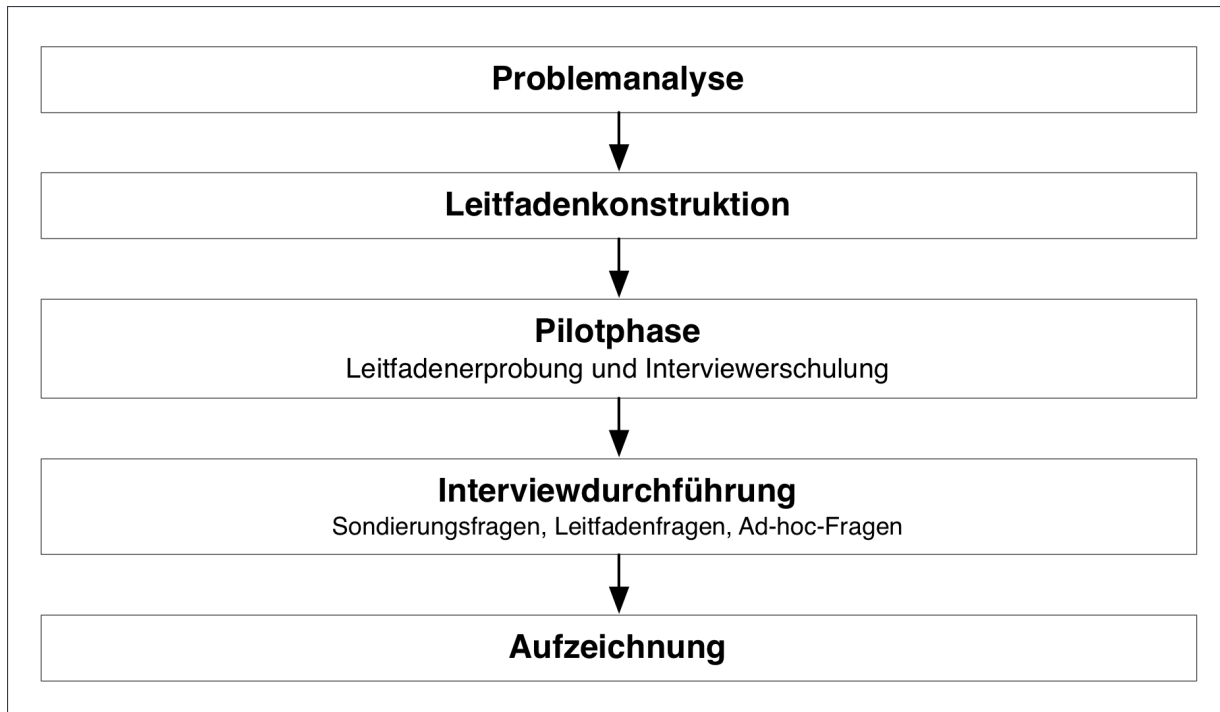 Problemanalyse
Leitfadenkonstruktion
Pilotphase
Leitfadenerprobung und Interviewerschulung
Interviewdurchführung
Sondierungsfragen, Leitfadenfragen, Ad-hoc-Fragen
Aufzeichnung